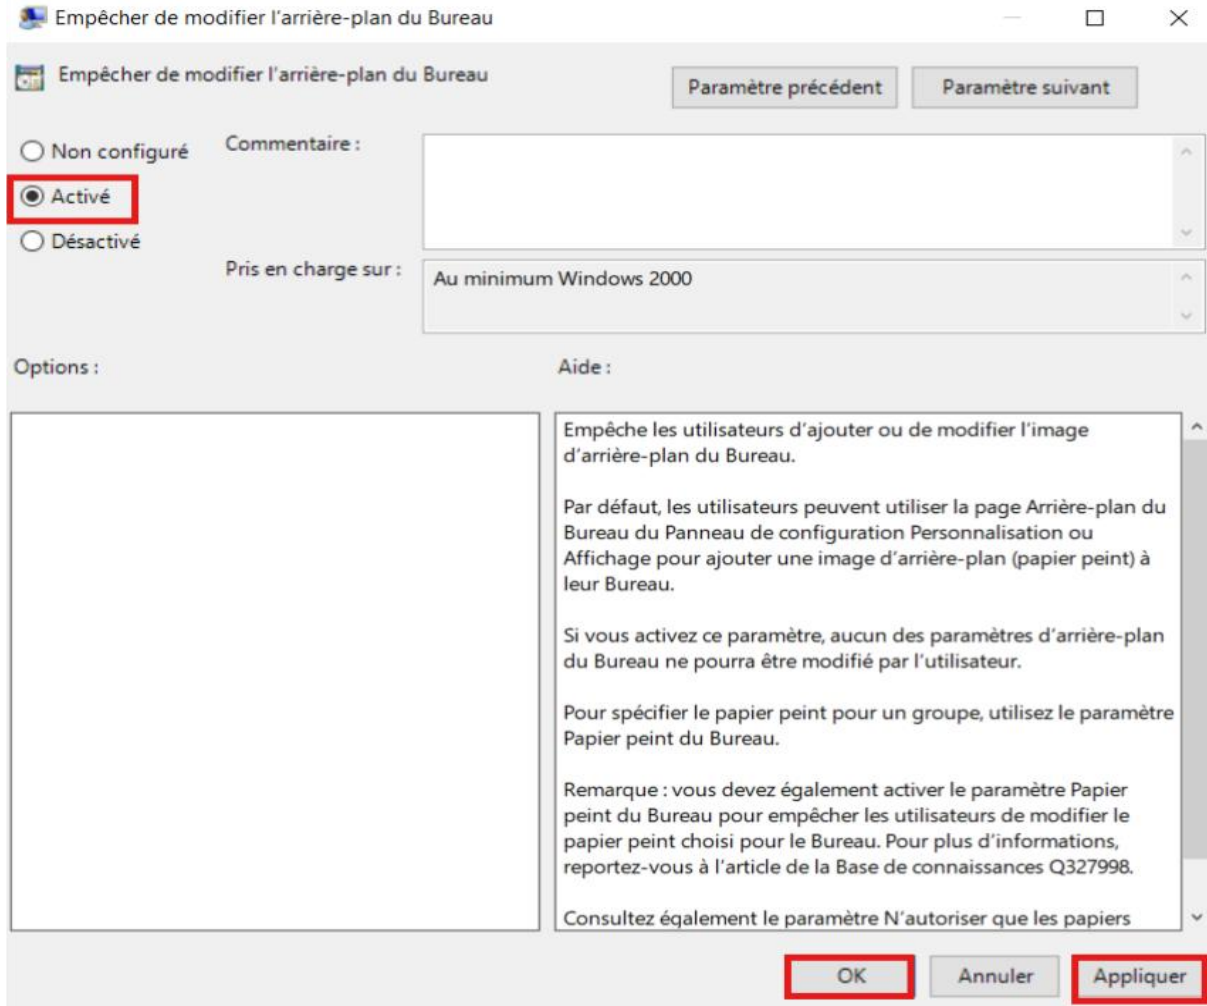 Empêcher de modifier l'arrière-plan du Bureau
Empêcher de modifier l'arrière-plan du Bureau
Paramètre précédent
Paramètre suivant
Non configuré
Activé
Désactivé
Commentaire :
Pris en charge sur :
Au minimum Windows 2000
Options :
Aide :
Empêche les utilisateurs d'ajouter ou de modifier l'image
d'arrière-plan du Bureau.
Par défaut, les utilisateurs peuvent utiliser la page Arrière-plan du
Bureau du Panneau de configuration Personnalisation ou
Affichage pour ajouter une image d'arrière-plan (papier peint) à
leur Bureau.
Si vous activez ce paramètre, aucun des paramètres d'arrière-plan
du Bureau ne pourra être modifié par l'utilisateur.
Pour spécifier le papier peint pour un groupe, utilisez le paramètre
Papier peint du Bureau.
Remarque : vous devez également activer le paramètre Papier
peint du Bureau pour empêcher les utilisateurs de modifier le
papier peint choisi pour le Bureau. Pour plus d'informations,
reportez-vous à l'article de la Base de connaissances Q327998.
Consultez également le paramètre N'autoriser que les papiers
OK
Annuler
Appliquer